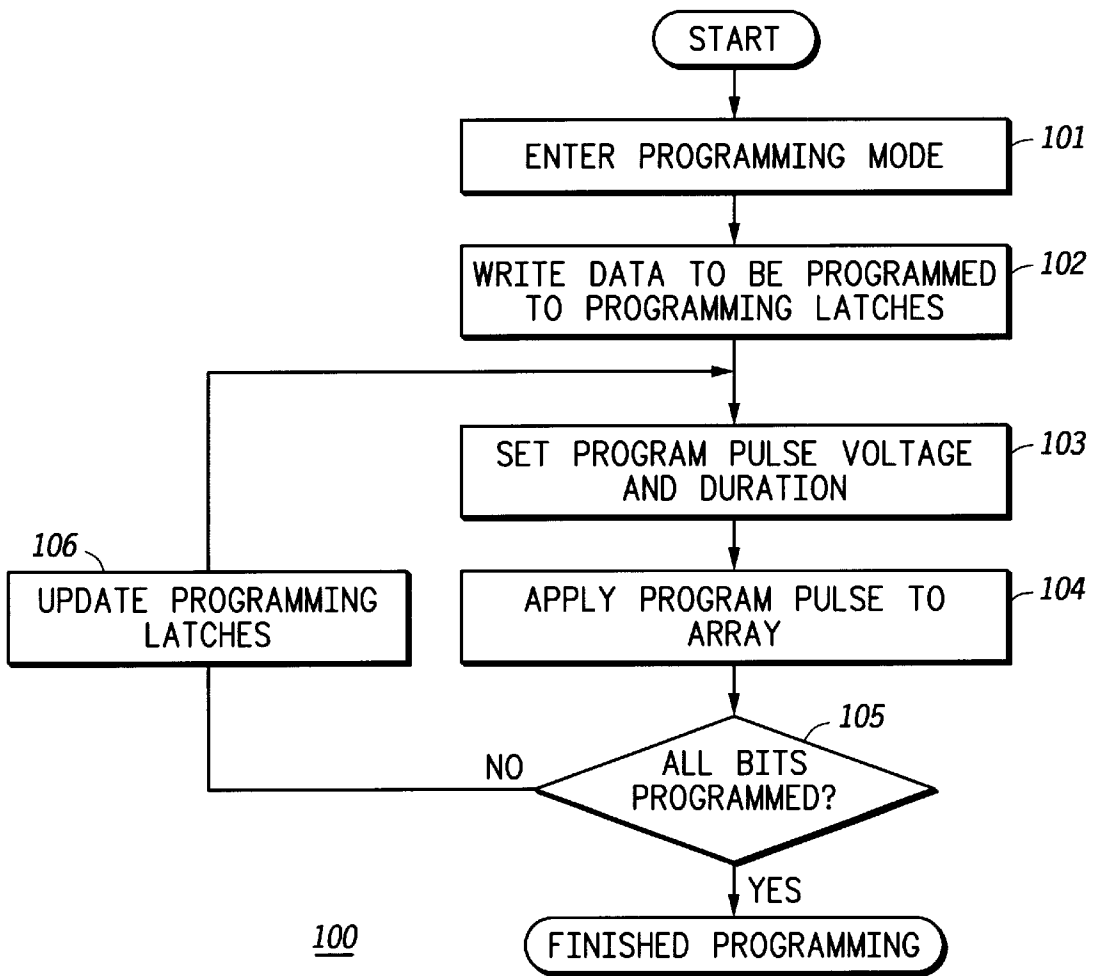 START
ENTER PROGRAMMING MODE
101
WRITE DATA TO BE PROGRAMMED
TO PROGRAMMING LATCHES
102
SET PROGRAM PULSE VOLTAGE
AND DURATION
103
106
UPDATE PROGRAMMING
LATCHES
APPLY PROGRAM PULSE TO
ARRAY
104
105
ALL BITS
PROGRAMMED?
NO
YES
100
FINISHED PROGRAMMING